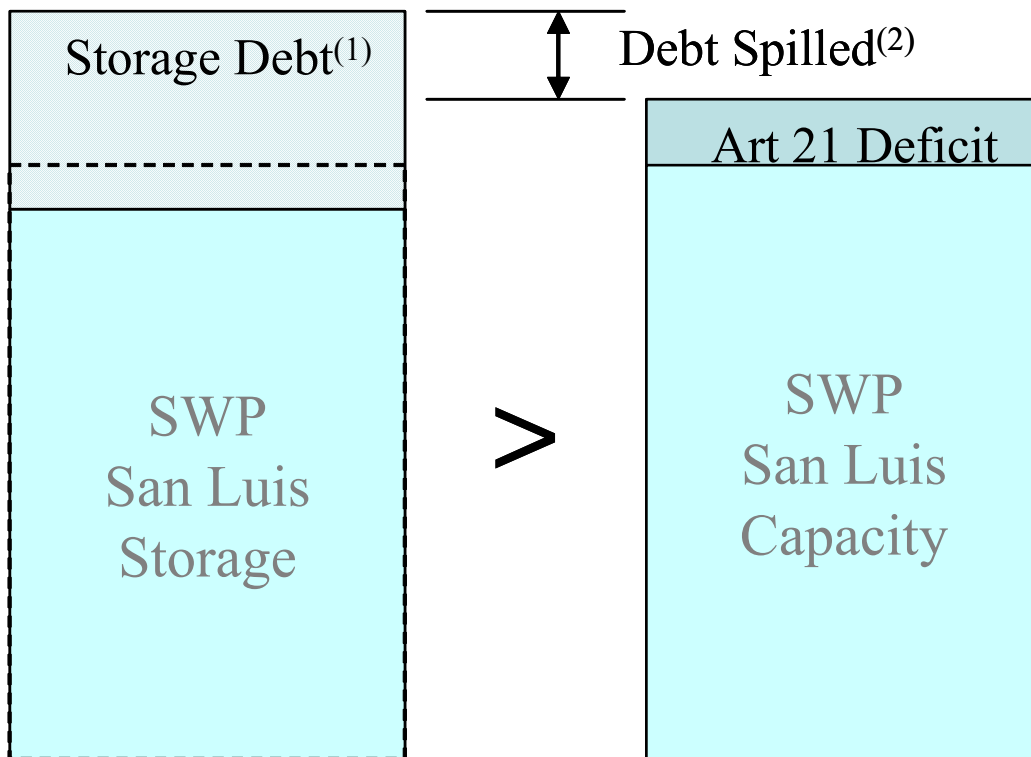 Storage Debt(1)
Debt Spilled(2)
Art 21 Deficit
SWP
San Luis
Storage
>
SWP
San Luis
Capacity